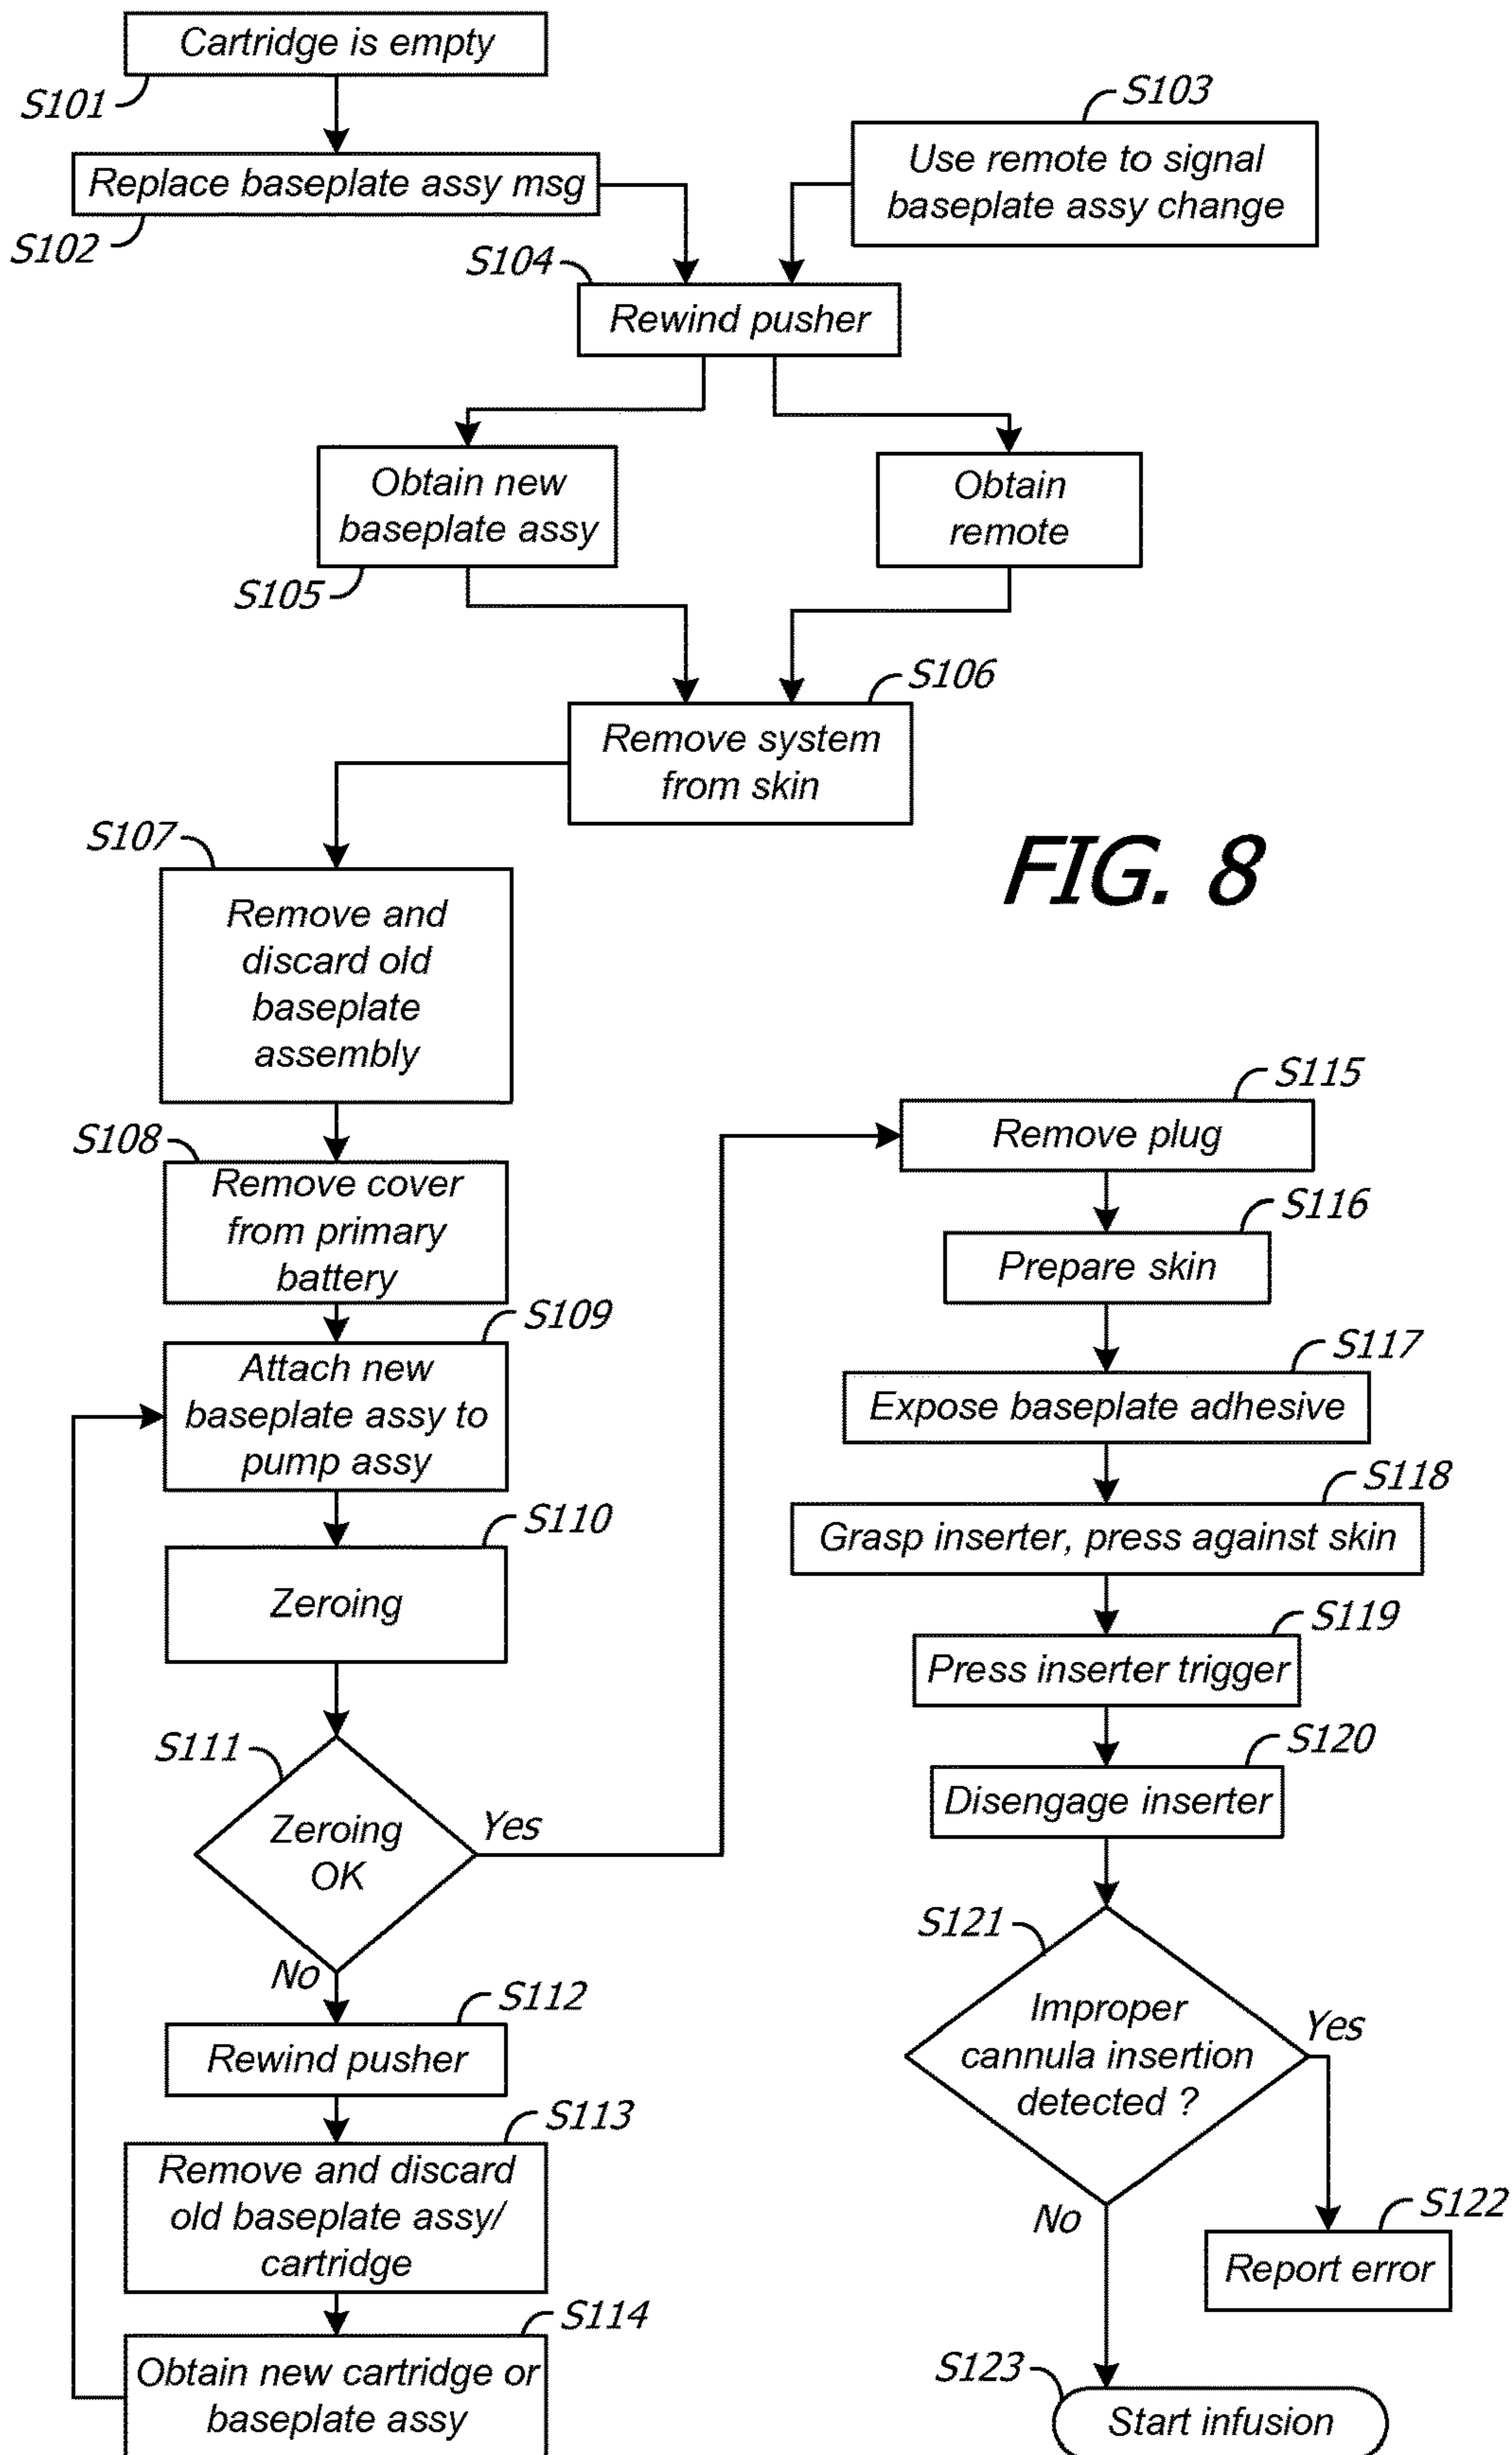 Cartridge is empty
S101
Replace baseplate assy msg
S102
S103
Use remote to signal
baseplate assy change
S104
Rewind pusher
Obtain new
baseplate assy
S105
Obtain
remote
S106
Remove system
from skin
FIG. 8
S107
Remove and
discard old
baseplate
assembly
S108
Remove cover
from primary
battery
S109
Attach new
baseplate assy to
pump assy
S110
Zeroing
S111
Zeroing
OK
Yes
No
S112
Rewind pusher
S113
Remove and discard
old baseplate assy/
cartridge
S114
Obtain new cartridge or
baseplate assy
S115
Remove plug
S116
Prepare skin
S117
Expose baseplate adhesive
S118
Grasp inserter, press against skin
S119
Press inserter trigger
S120
Disengage inserter
S121
Improper
cannula insertion
detected ?
Yes
No
S122
Report error
S123
Start infusion